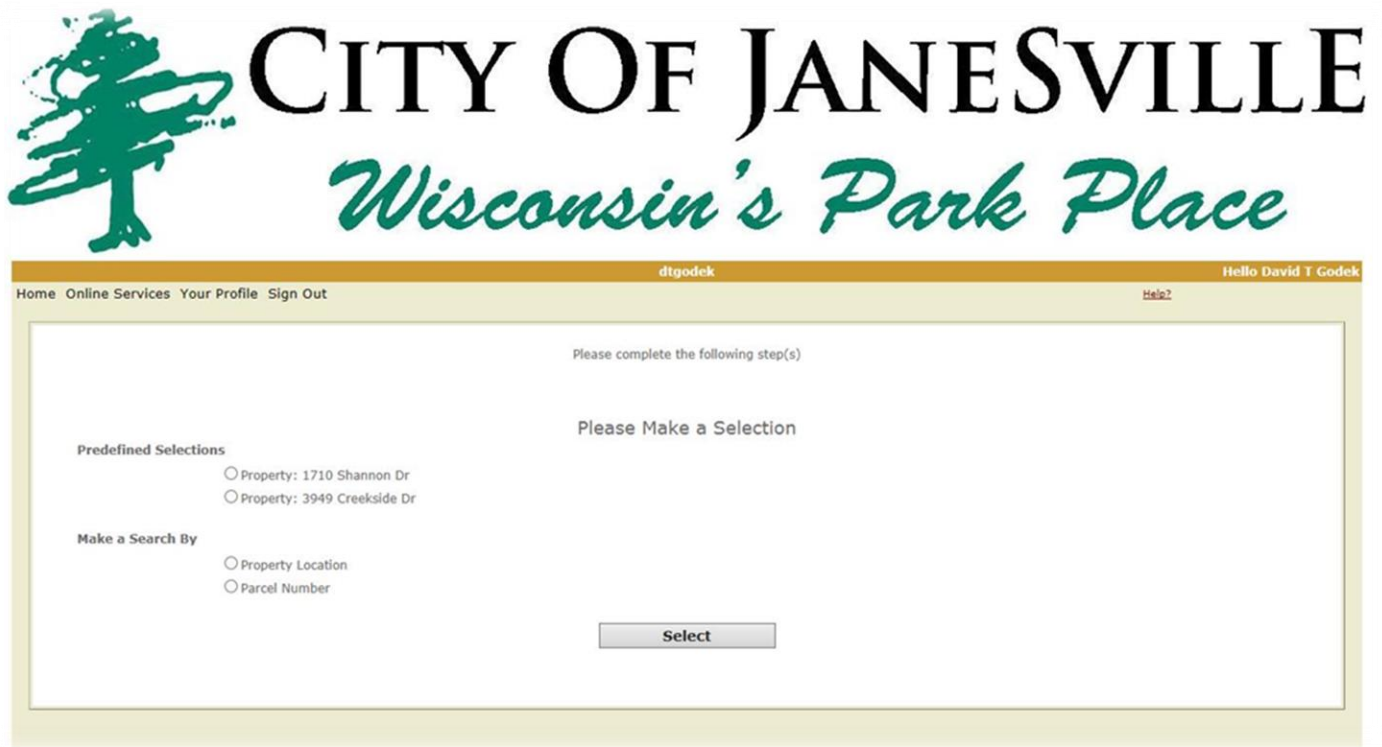 CITY OF JANESVILLE
Wisconsin's Park Place
dtgodek Hello David T Godek
Home Online Services Your Profile Sign Out Help?
Please complete the following step(s)
Please Make a Selection
Predefined Selections
Property: 1710 Shannon Dr
Property: 3949 Creekside Dr
Make a Search By
Property Location
Parcel Number
Select